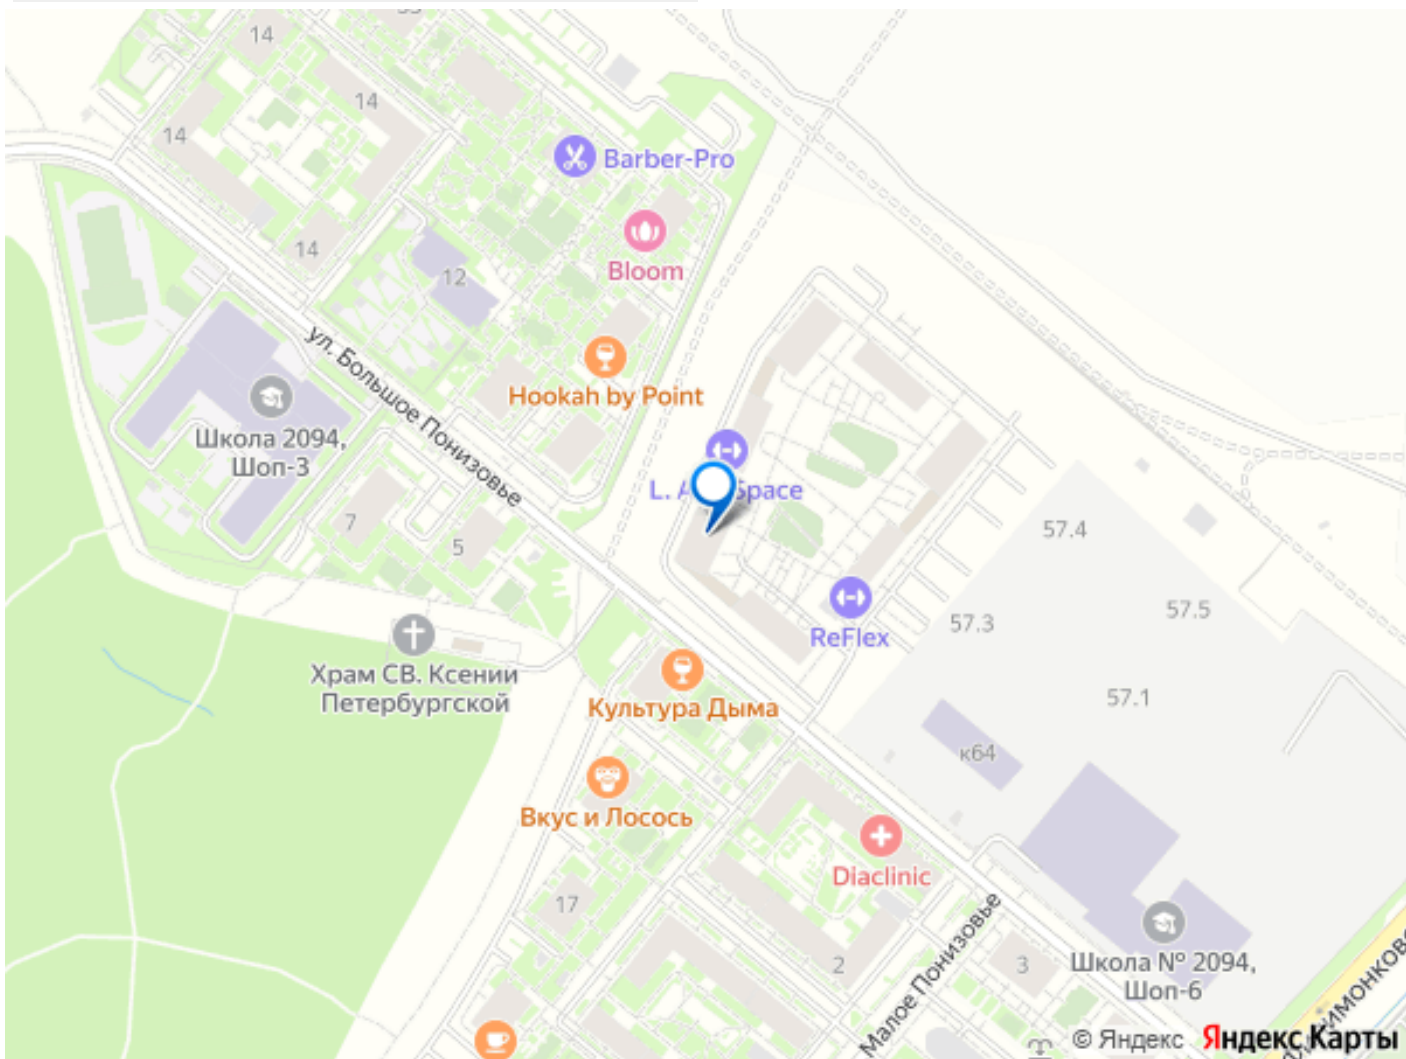 14
14
14
14
Barber-Pro
Bloom
12
Hookah by Point
ул. Большое Понизовье
Школа 2094,
Шоп-3
7
5
Space
ReFlex
57.4
57.3
57.5
57.1
Храм СВ. Ксении
Петербургской
Культура Дыма
к64
Вкус и Лосось
Diaclinic
17
2
3
Малое Понизовье
Школа № 2094,
Шоп-6
© Яндекс Яндекс Карты